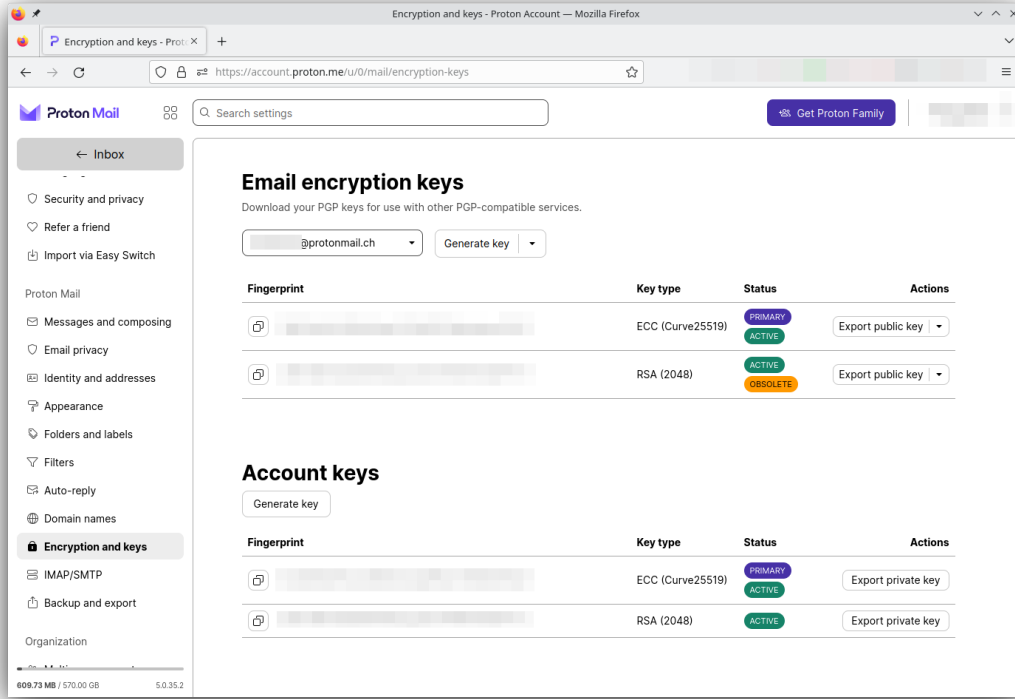 Encryption and keys - Proton Account — Mozilla Firefox
Encryption and keys - Prot
https://account.proton.me/u/0/mail/encryption-keys
Proton Mail
Search settings
Get Proton Family
← Inbox
Security and privacy
Refer a friend
Import via Easy Switch
Proton Mail
Messages and composing
Email privacy
Identity and addresses
Appearance
Folders and labels
Filters
Auto-reply
Domain names
Encryption and keys
IMAP/SMTP
Backup and export
Organization
609.73 MB / 570.00 GB
5.0.35.2
Email encryption keys
Download your PGP keys for use with other PGP-compatible services.
@protonmail.ch
Generate key
Fingerprint Key type Status Actions
ECC (Curve25519) PRIMARY ACTIVE Export public key
RSA (2048) ACTIVE OBSOLETE Export public key
Account keys
Generate key
Fingerprint Key type Status Actions
ECC (Curve25519) PRIMARY ACTIVE Export private key
RSA (2048) ACTIVE Export private key